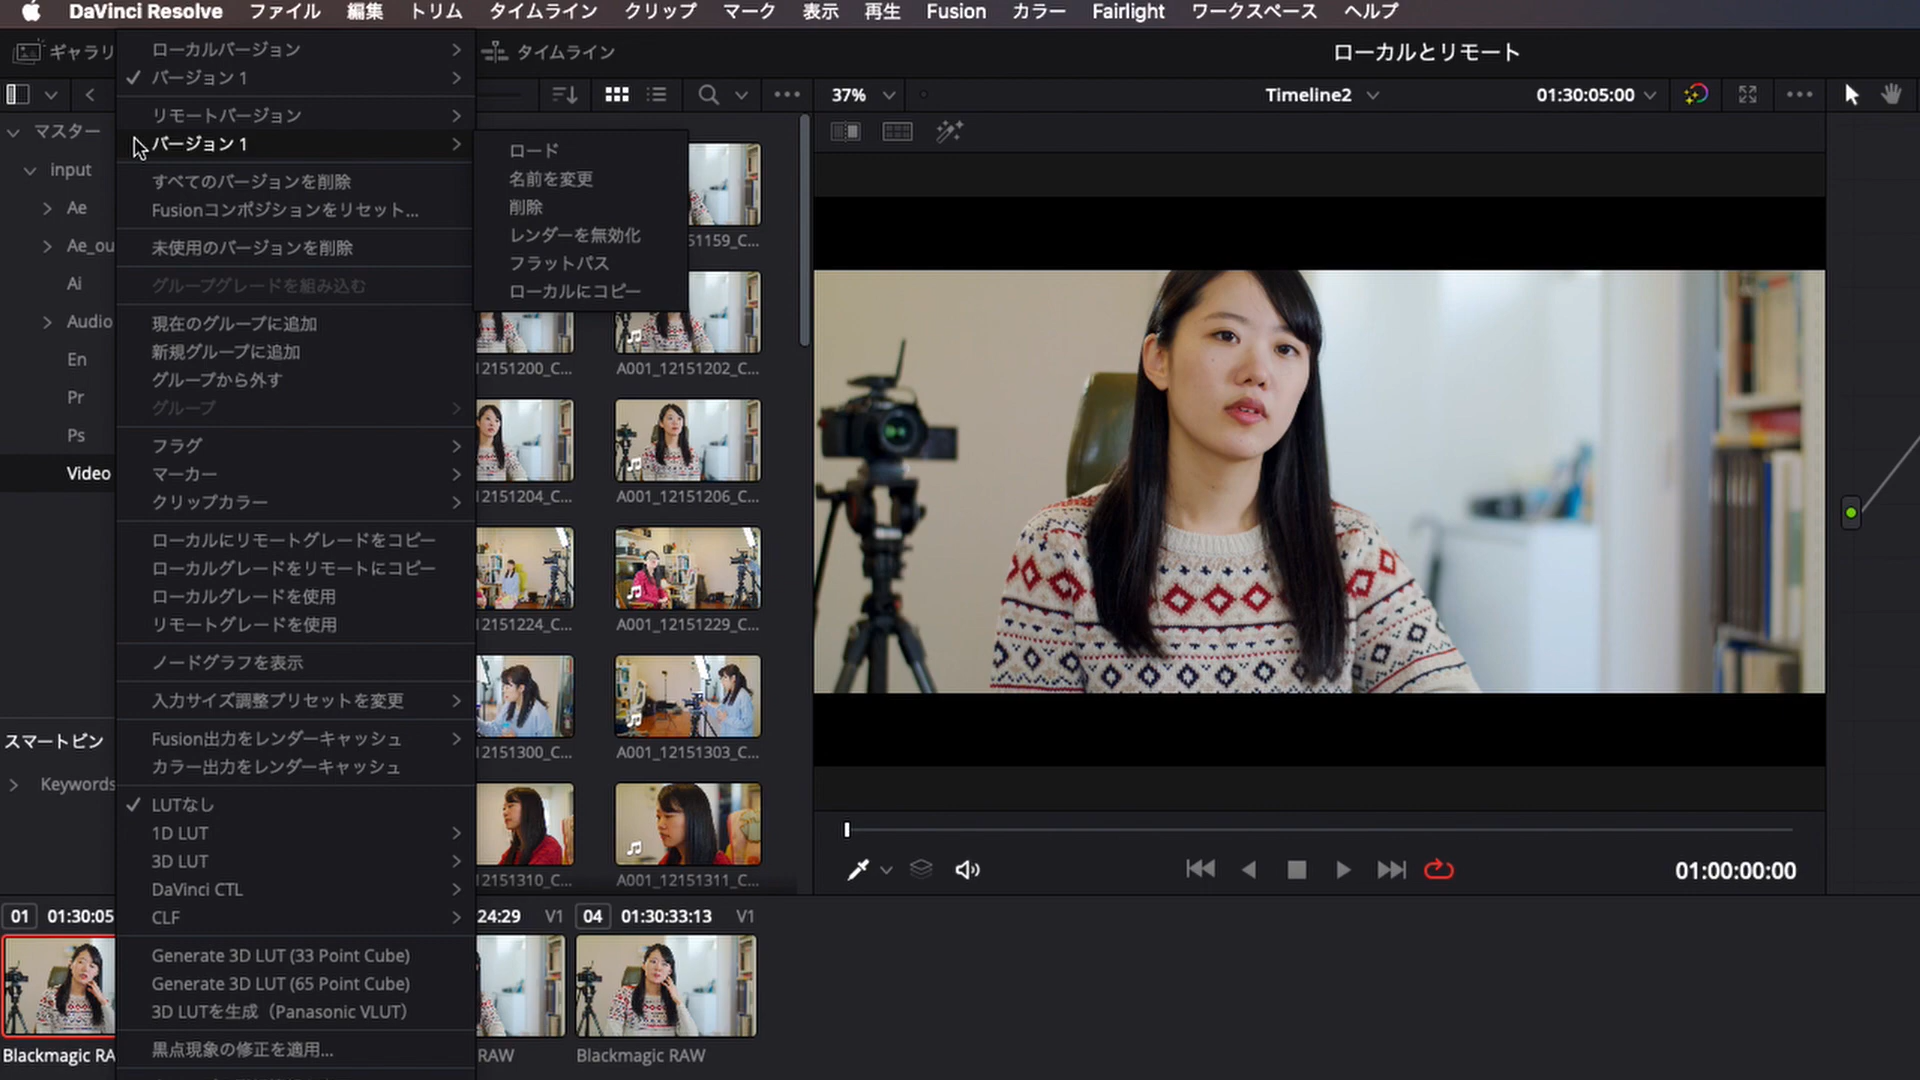 DaVinci Resolve ファイル 編集 トリム タイムライン クリップ マーク 表示 再生 Fusion カラー Fairlight ワークスペース ヘルプ
ギャラリ
タイムライン
ローカルとリモート
37%
Timeline2
01:30:05:00
マスター
input
Ae
Ae_ou
Ai
Audio
En
Pr
Ps
Video
スマートビン
Keywords
ローカルバージョン
バージョン 1
リモートバージョン
バージョン 1
すべてのバージョンを削除
Fusionコンポジションをリセット...
未使用のバージョンを削除
グループグレードを組み込む
現在のグループに追加
新規グループに追加
グループから外す
グループ
フラグ
マーカー
クリップカラー
ローカルにリモートグレードをコピー
ローカルグレードをリモートにコピー
ローカルグレードを使用
リモートグレードを使用
ノードグラフを表示
入力サイズ調整プリセットを変更
Fusion出力をレンダーキャッシュ
カラー出力をレンダーキャッシュ
LUTなし
1D LUT
3D LUT
DaVinci CTL
CLF
Generate 3D LUT (33 Point Cube)
Generate 3D LUT (65 Point Cube)
3D LUTを生成（Panasonic VLUT）
黒点現象の修正を適用...
ロード
名前を変更
削除
レンダーを無効化
フラットパス
ローカルにコピー
51159_C...
12151200_C... A001_12151202_C...
12151204_C... A001_12151206_C...
12151224_C... A001_12151229_C...
12151300_C... A001_12151303_C...
12151310_C... A001_12151311_C...
01:00:00:00
01 01:30:05
24:29 V1
04 01:30:33:13 V1
Blackmagic RA
RAW
Blackmagic RAW